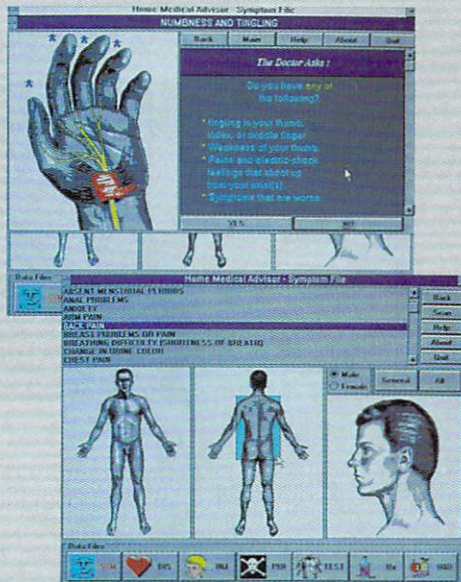 Home Medical Advisor - Symptom File
NUMBNESS AND TINGLING
Back Main Help About Quit
The Doctor Asks :
Do you have any of
the following?
* tingling in your thumb,
index, or middle finger
* Weakness of your thumb
* Pains and electric-shock
feelings that shoot up
from your wrist(s)
* Symptoms that are worse
YES NO
Data Files
Home Medical Advisor - Symptom File
ABSENT MENSTRUAL PERIODS
ANAL PROBLEMS
ANXIETY
ARM PAIN
BACK PAIN
BREAST PROBLEMS OR PAIN
BREATHING DIFFICULTY (SHORTNESS OF BREATH)
CHANGE IN URINE COLOR
CHEST PAIN
Back
Help
About
Quit
Male
Female
General All
Data Files
SYM DIS INJ POI TEST Rx